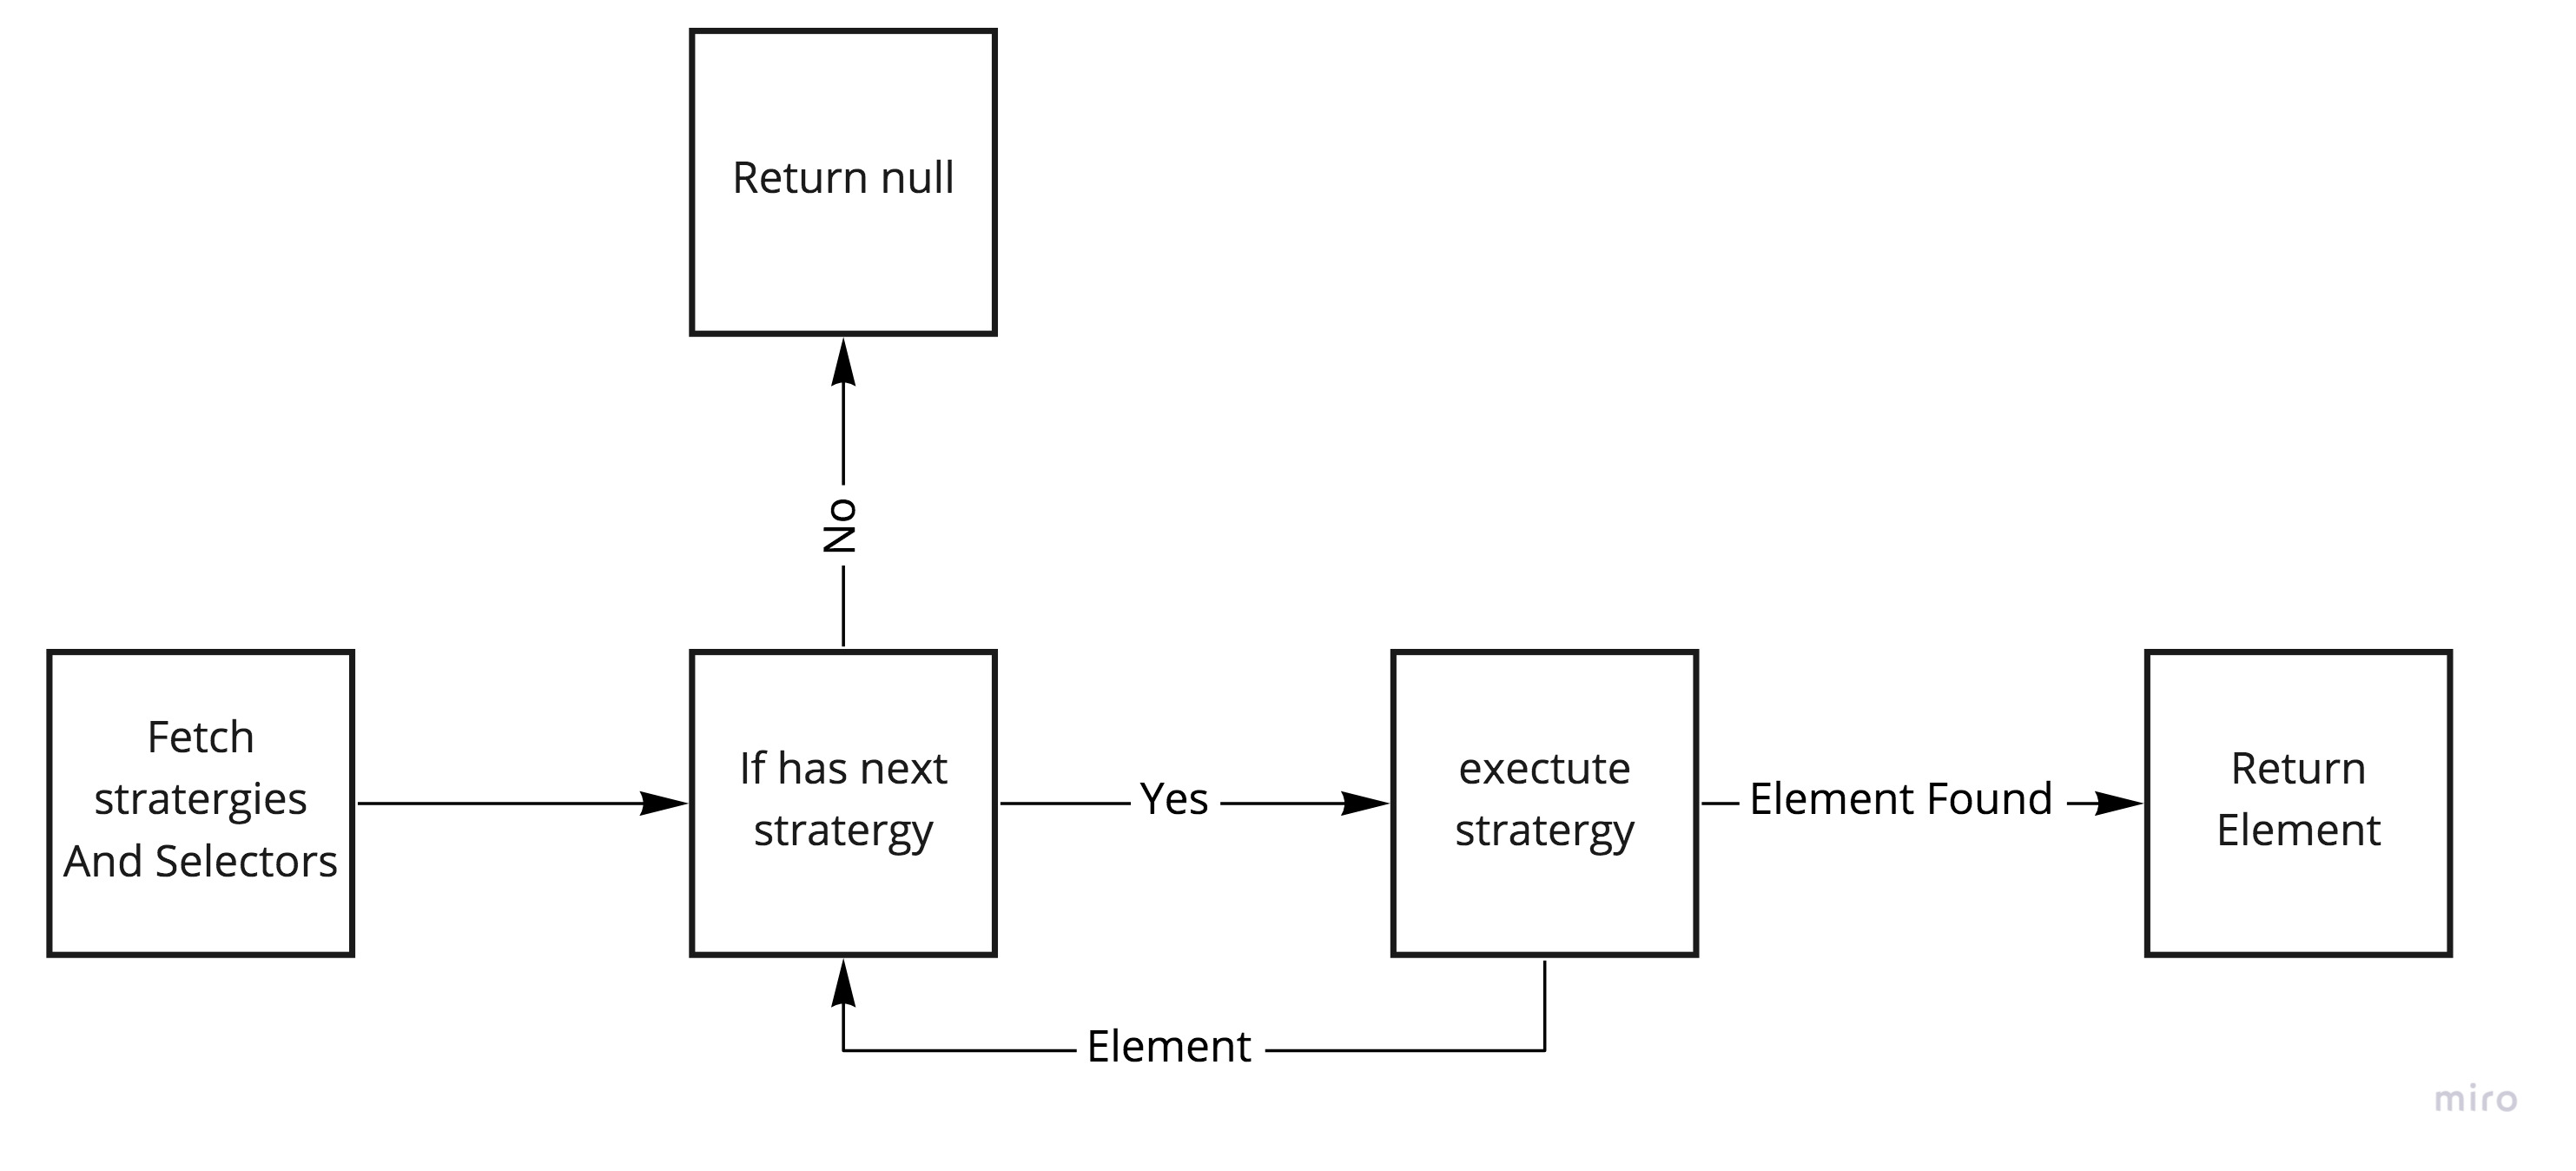 Return null
No
Fetch
stratergies
And Selectors
If has next
stratergy
Yes
exectute
stratergy
Element Found
Return
Element
Element
miro